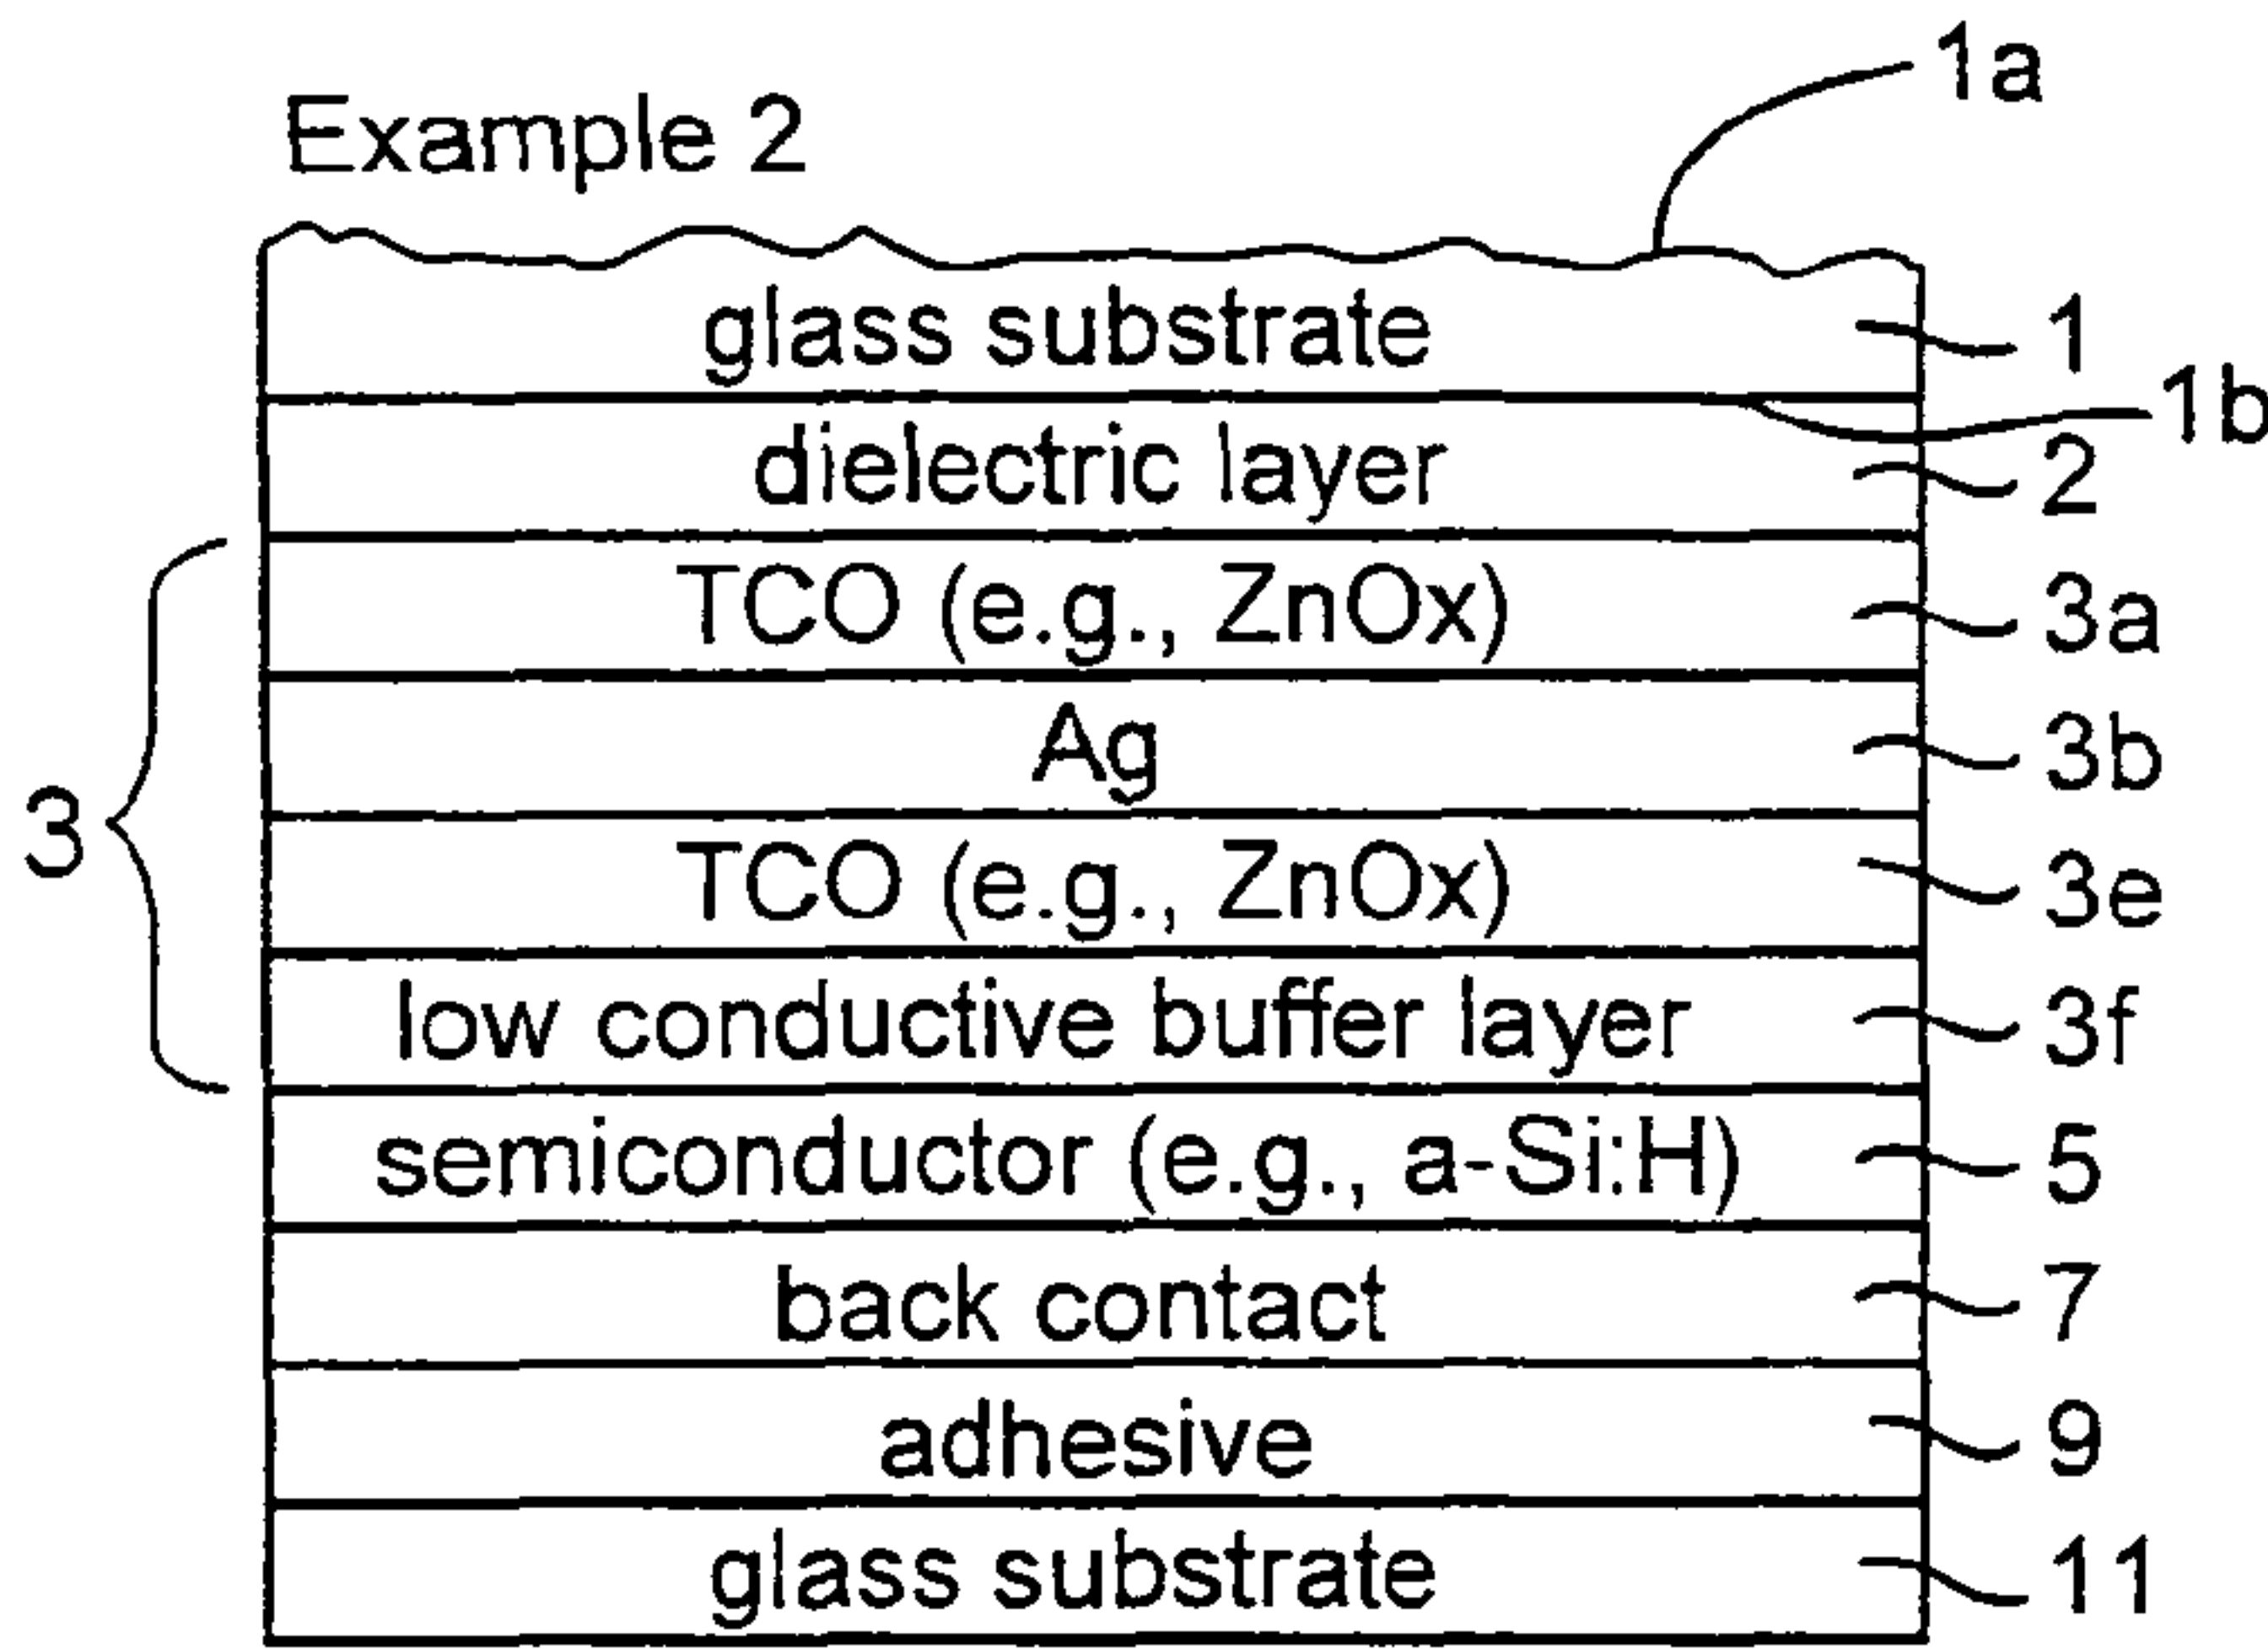 1a
Example 2
glass substrate 1
1b
dielectric layer 2
TCO (e.g., ZnOx) 3a
Ag 3b
3
TCO (e.g., ZnOx) 3e
low conductive buffer layer 3f
semiconductor (e.g., a-Si:H) 5
back contact 7
adhesive 9
glass substrate 11